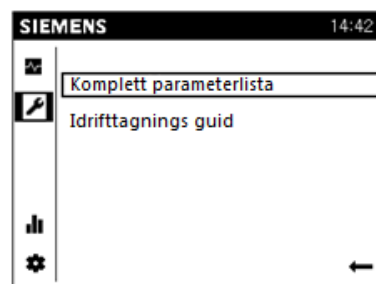 SIEMENS 14:42
Komplett parameterlista
Idrifttagnings guid